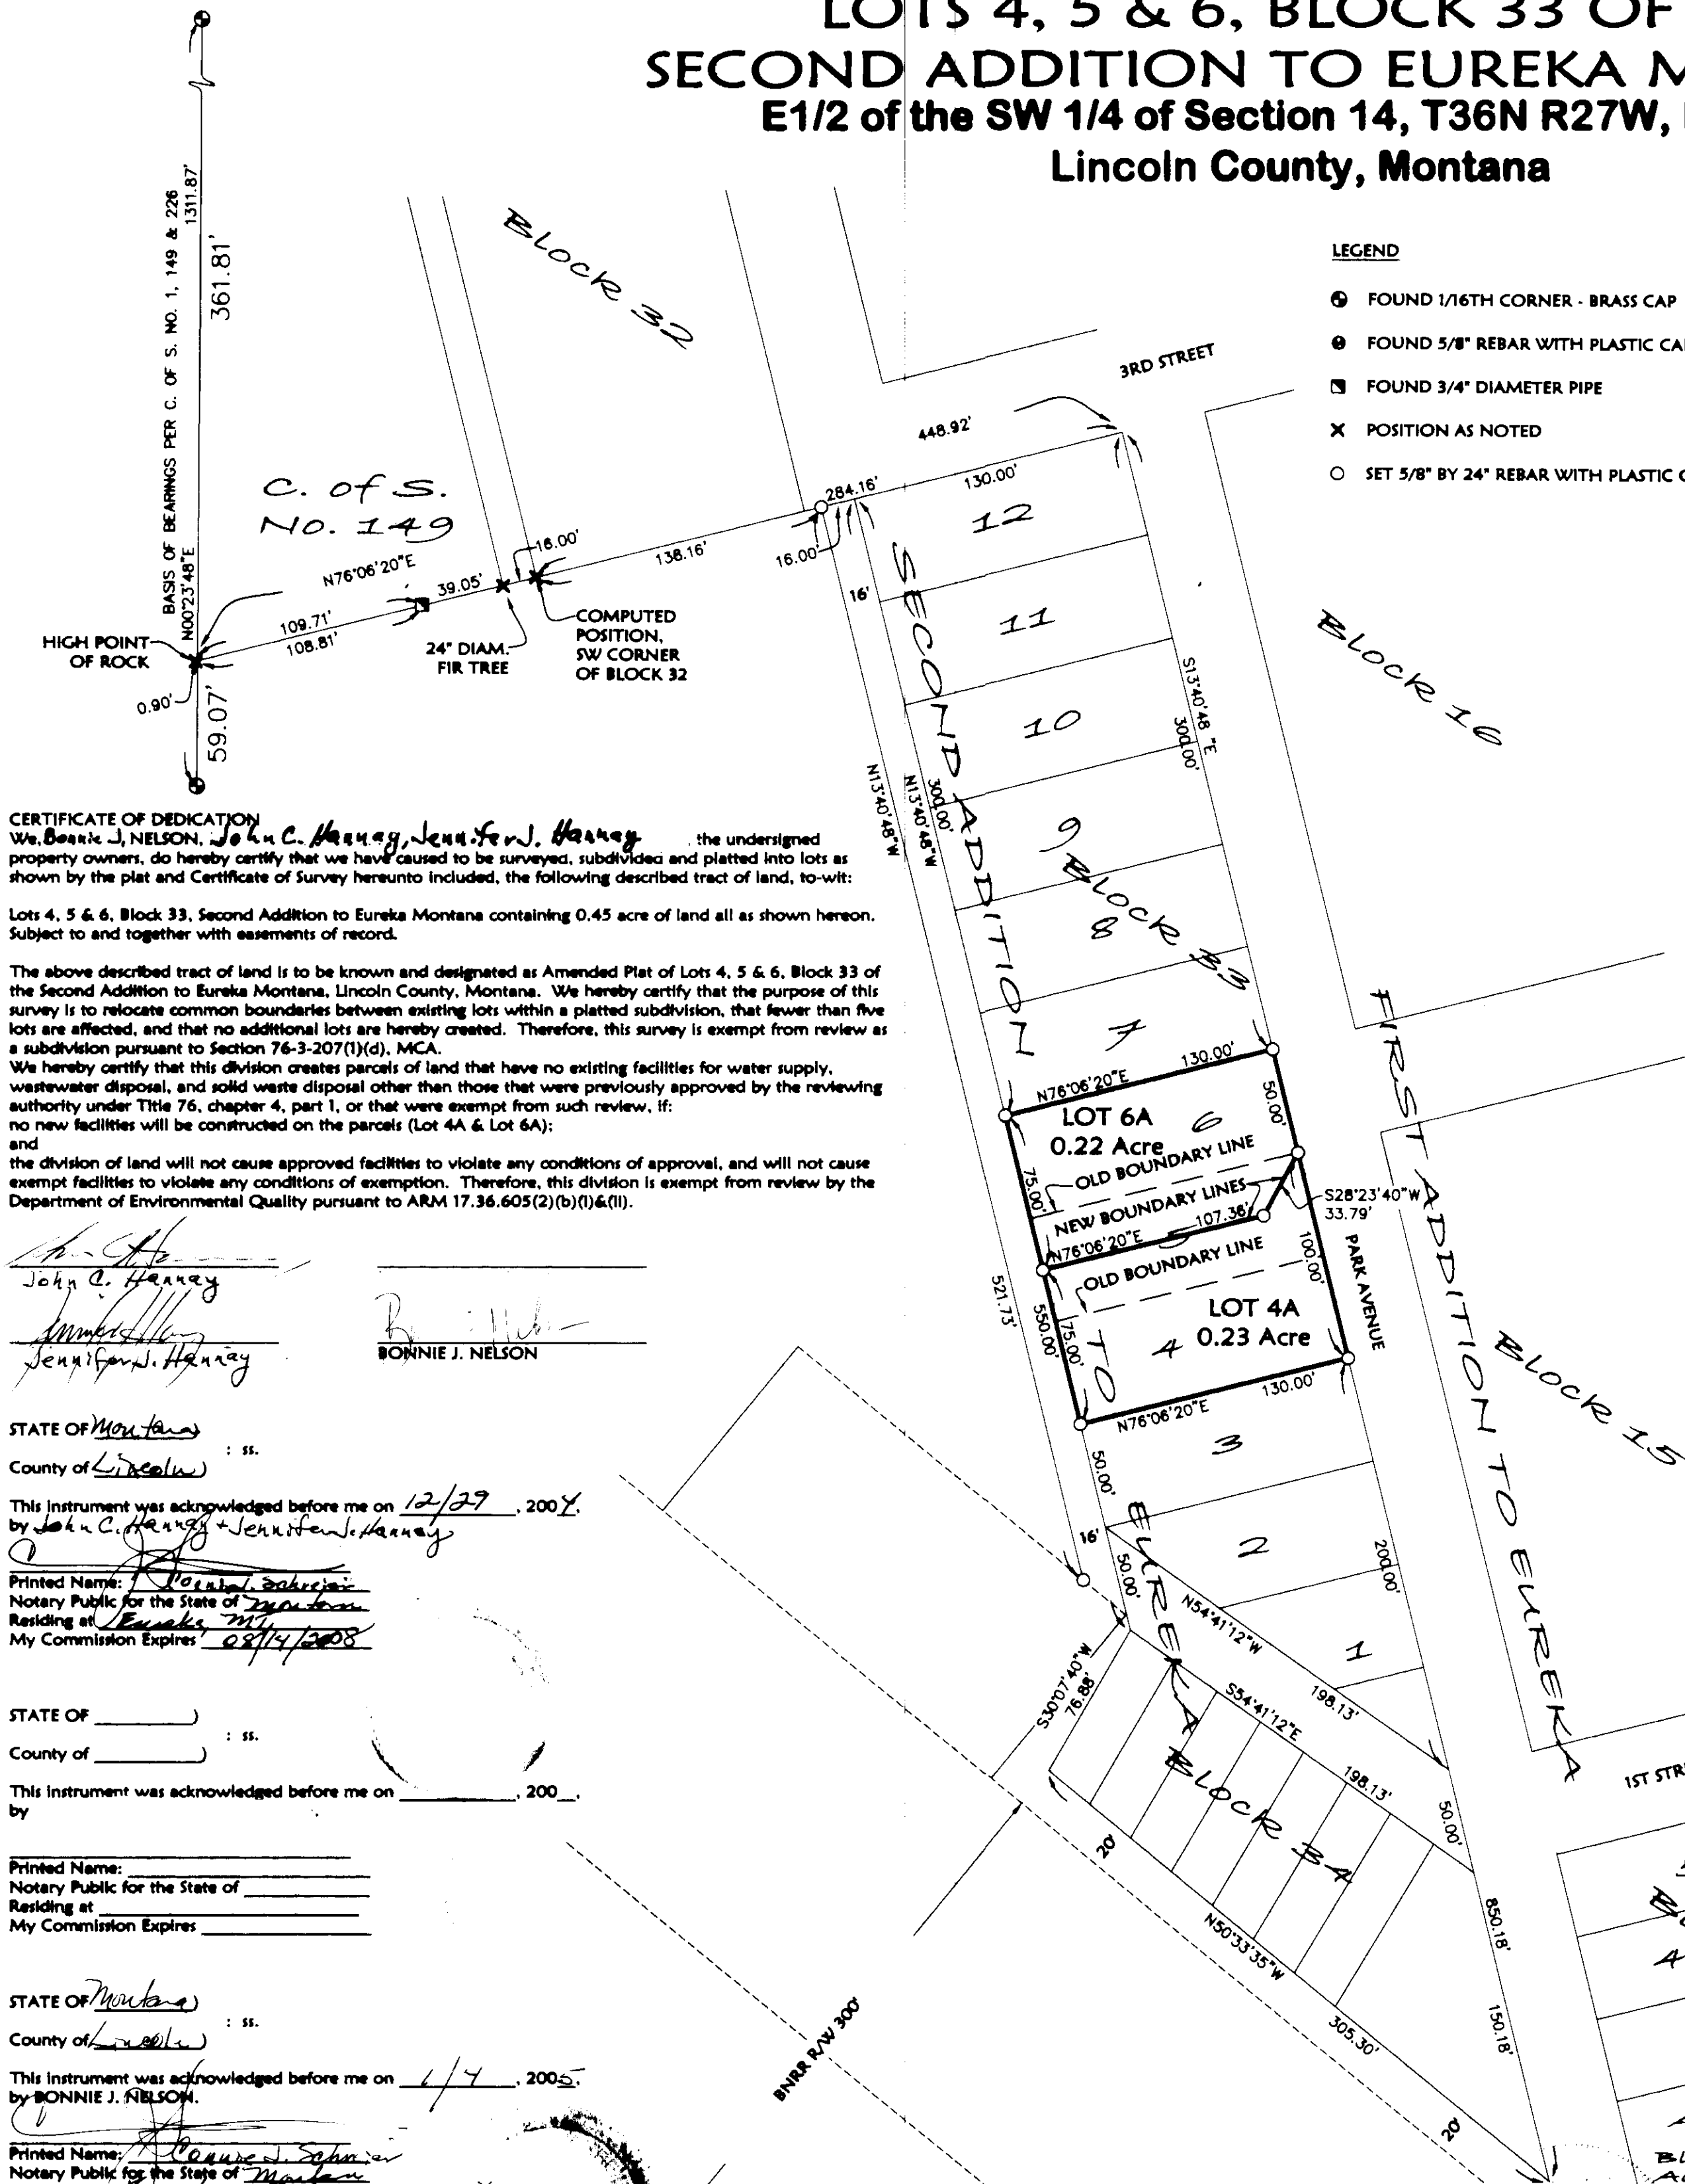 LOTS 4, 5 & 6, BLOCK 33 OF
SECOND ADDITION TO EUREKA M
E1/2 of the SW 1/4 of Section 14, T36N R27W,
Lincoln County, Montana
LEGEND
FOUND 1/16TH CORNER - BRASS CAP
FOUND 5/8" REBAR WITH PLASTIC CA
FOUND 3/4" DIAMETER PIPE
POSITION AS NOTED
SET 5/8" BY 24" REBAR WITH PLASTIC
BASIS OF BEARINGS PER C. OF S. NO. 1, 149 & 226
N00°23'48"E
1311.87'
361.81'
59.07'
0.90'
HIGH POINT
OF ROCK
C. of S.
No. 149
N76°06'20"E
109.71'
108.81'
39.05'
16.00'
138.16'
24" DIAM.
FIR TREE
COMPUTED
POSITION,
SW CORNER
OF BLOCK 32
BLOCK 32
3RD STREET
448.92'
284.16'
130.00'
16.00'
16'
12
11
10
9
8
7
SECOND ADDITION TO EUREKA
BLOCK 33
BLOCK 16
S13°40'48"E
300.00'
N13°40'48"W
N13°40'48"W
300.00'
130.00'
N76°06'20"E
LOT 6A
0.22 Acre
6
50.00'
75.00'
OLD BOUNDARY LINE
NEW BOUNDARY LINES
107.36'
N76°06'20"E
5
S28°23'40"W
33.79'
OLD BOUNDARY LINE
100.00'
PARK AVENUE
LOT 4A
0.23 Acre
4
550.00'
75.00'
521.73'
130.00'
N76°06'20"E
FIRST ADDITION TO EUREKA
BLOCK 15
3
50.00'
2
16'
50.00'
200.00'
N54°41'12"W
1
198.13'
S30°07'40"W
76.88'
S54°41'12"E
198.13'
BLOCK 34
50.00'
1ST STR
20'
N50°33'35"W
305.30'
850.18'
150.18'
20'
4
BNRR R/W 300'
CERTIFICATE OF DEDICATION
We, Bonnie J. NELSON, John C. Hannay, Jennifer J. Hannay , the undersigned
property owners, do hereby certify that we have caused to be surveyed, subdivided and platted into lots as
shown by the plat and Certificate of Survey hereunto included, the following described tract of land, to-wit:
Lots 4, 5 & 6, Block 33, Second Addition to Eureka Montana containing 0.45 acre of land all as shown hereon.
Subject to and together with easements of record.
The above described tract of land is to be known and designated as Amended Plat of Lots 4, 5 & 6, Block 33 of
the Second Addition to Eureka Montana, Lincoln County, Montana. We hereby certify that the purpose of this
survey is to relocate common boundaries between existing lots within a platted subdivision, that fewer than five
lots are affected, and that no additional lots are hereby created. Therefore, this survey is exempt from review as
a subdivision pursuant to Section 76-3-207(1)(d), MCA.
We hereby certify that this division creates parcels of land that have no existing facilities for water supply,
wastewater disposal, and solid waste disposal other than those that were previously approved by the reviewing
authority under Title 76, chapter 4, part 1, or that were exempt from such review, if:
no new facilities will be constructed on the parcels (Lot 4A & Lot 6A);
and
the division of land will not cause approved facilities to violate any conditions of approval, and will not cause
exempt facilities to violate any conditions of exemption. Therefore, this division is exempt from review by the
Department of Environmental Quality pursuant to ARM 17.36.605(2)(b)(i)&(ii).
John C. Hannay
Jennifer J. Hannay
BONNIE J. NELSON
STATE OF Montana)
: ss.
County of Lincoln)
This instrument was acknowledged before me on 12/29 , 2004.
by John C. Hannay + Jennifer J. Hannay
Printed Name:
Notary Public for the State of Montana
Residing at Eureka, MT
My Commission Expires 08/14/2008
STATE OF )
: ss.
County of )
This instrument was acknowledged before me on , 200 .
by
Printed Name:
Notary Public for the State of
Residing at
My Commission Expires
STATE OF Montana)
: ss.
County of Lincoln)
This instrument was acknowledged before me on 1/4 , 2005.
by BONNIE J. NELSON.
Printed Name: Connie J.
Notary Public for the State of Montana